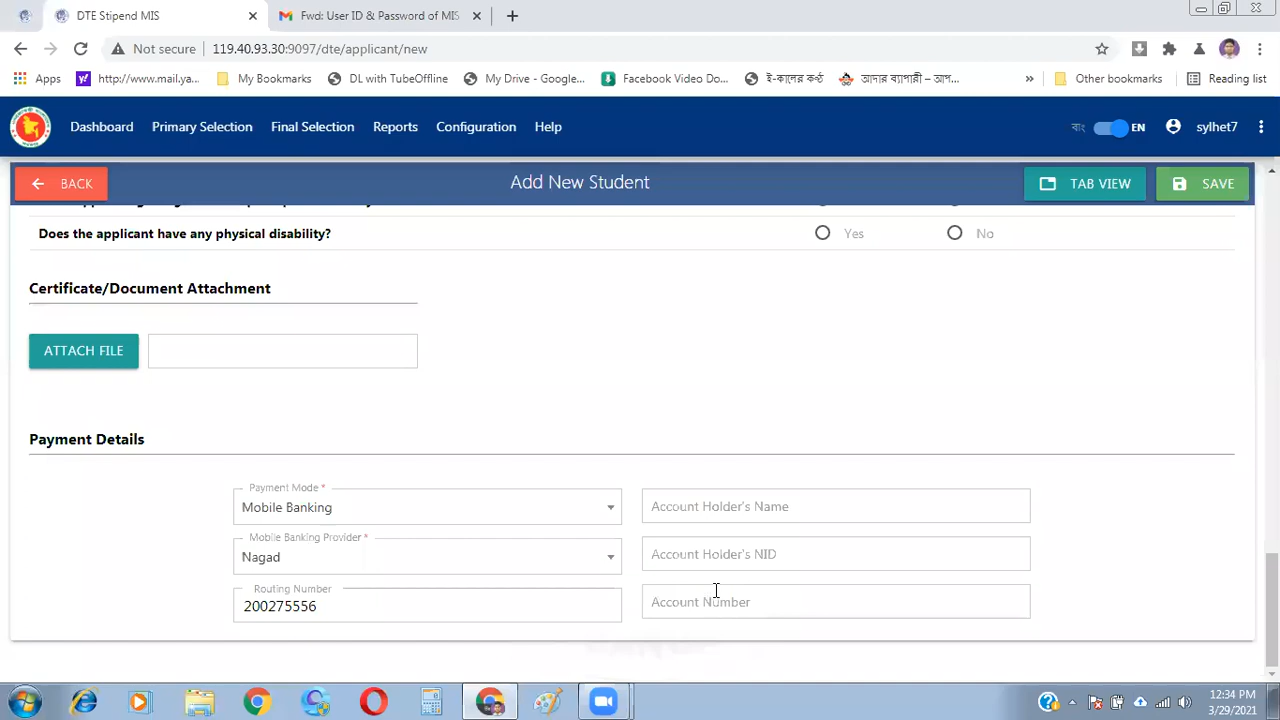 DTE Stipend MIS
Fwd: User ID & Password of MIS
Not secure
119.40.93.30:9097/dte/applicant/new
Apps
http://www.mail.ya...
My Bookmarks
DL with TubeOffline
My Drive - Google...
Facebook Video Do...
ই-কালের কণ্ঠ
আদার ব্যাপারী – আপ...
»
Other bookmarks
Reading list
Dashboard
Primary Selection
Final Selection
Reports
Configuration
Help
বাং
EN
sylhet7
BACK
Add New Student
TAB VIEW
SAVE
Does the applicant have any physical disability?
Yes
No
Certificate/Document Attachment
ATTACH FILE
Payment Details
Payment Mode *
Mobile Banking
Account Holder's Name
Mobile Banking Provider *
Nagad
Account Holder's NID
Routing Number
200275556
Account Number
12:34 PM
3/29/2021